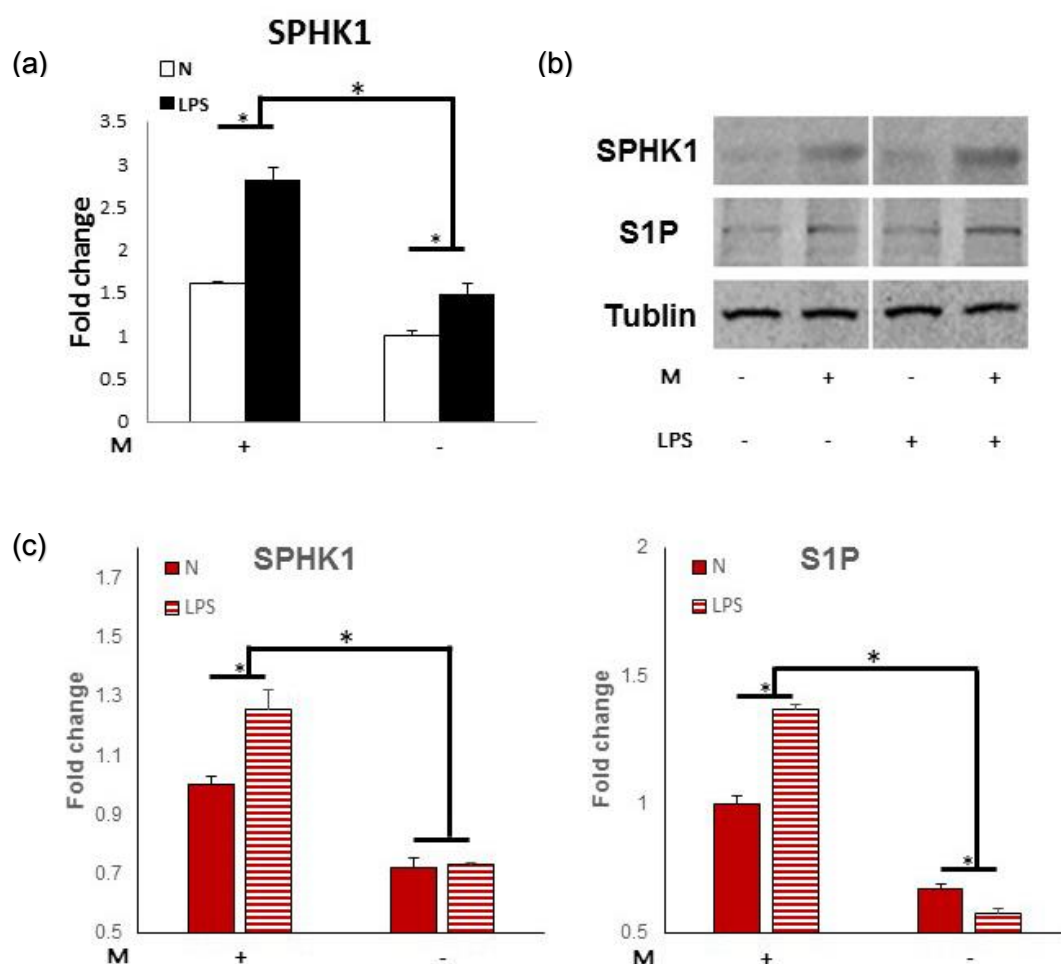 (a)
SPHK1
N
LPS
*
*
*
3.5
3
2.5
2
1.5
1
0.5
0
Fold change
M + -
(b)
SPHK1
S1P
Tublin
M - + - +
LPS - - + +
(c)
SPHK1
N
LPS
*
*
1.7
1.5
1.3
1.1
0.9
0.7
0.5
Fold change
M + -
S1P
N
LPS
*
*
*
2
1.5
1
0.5
Fold change
M + -